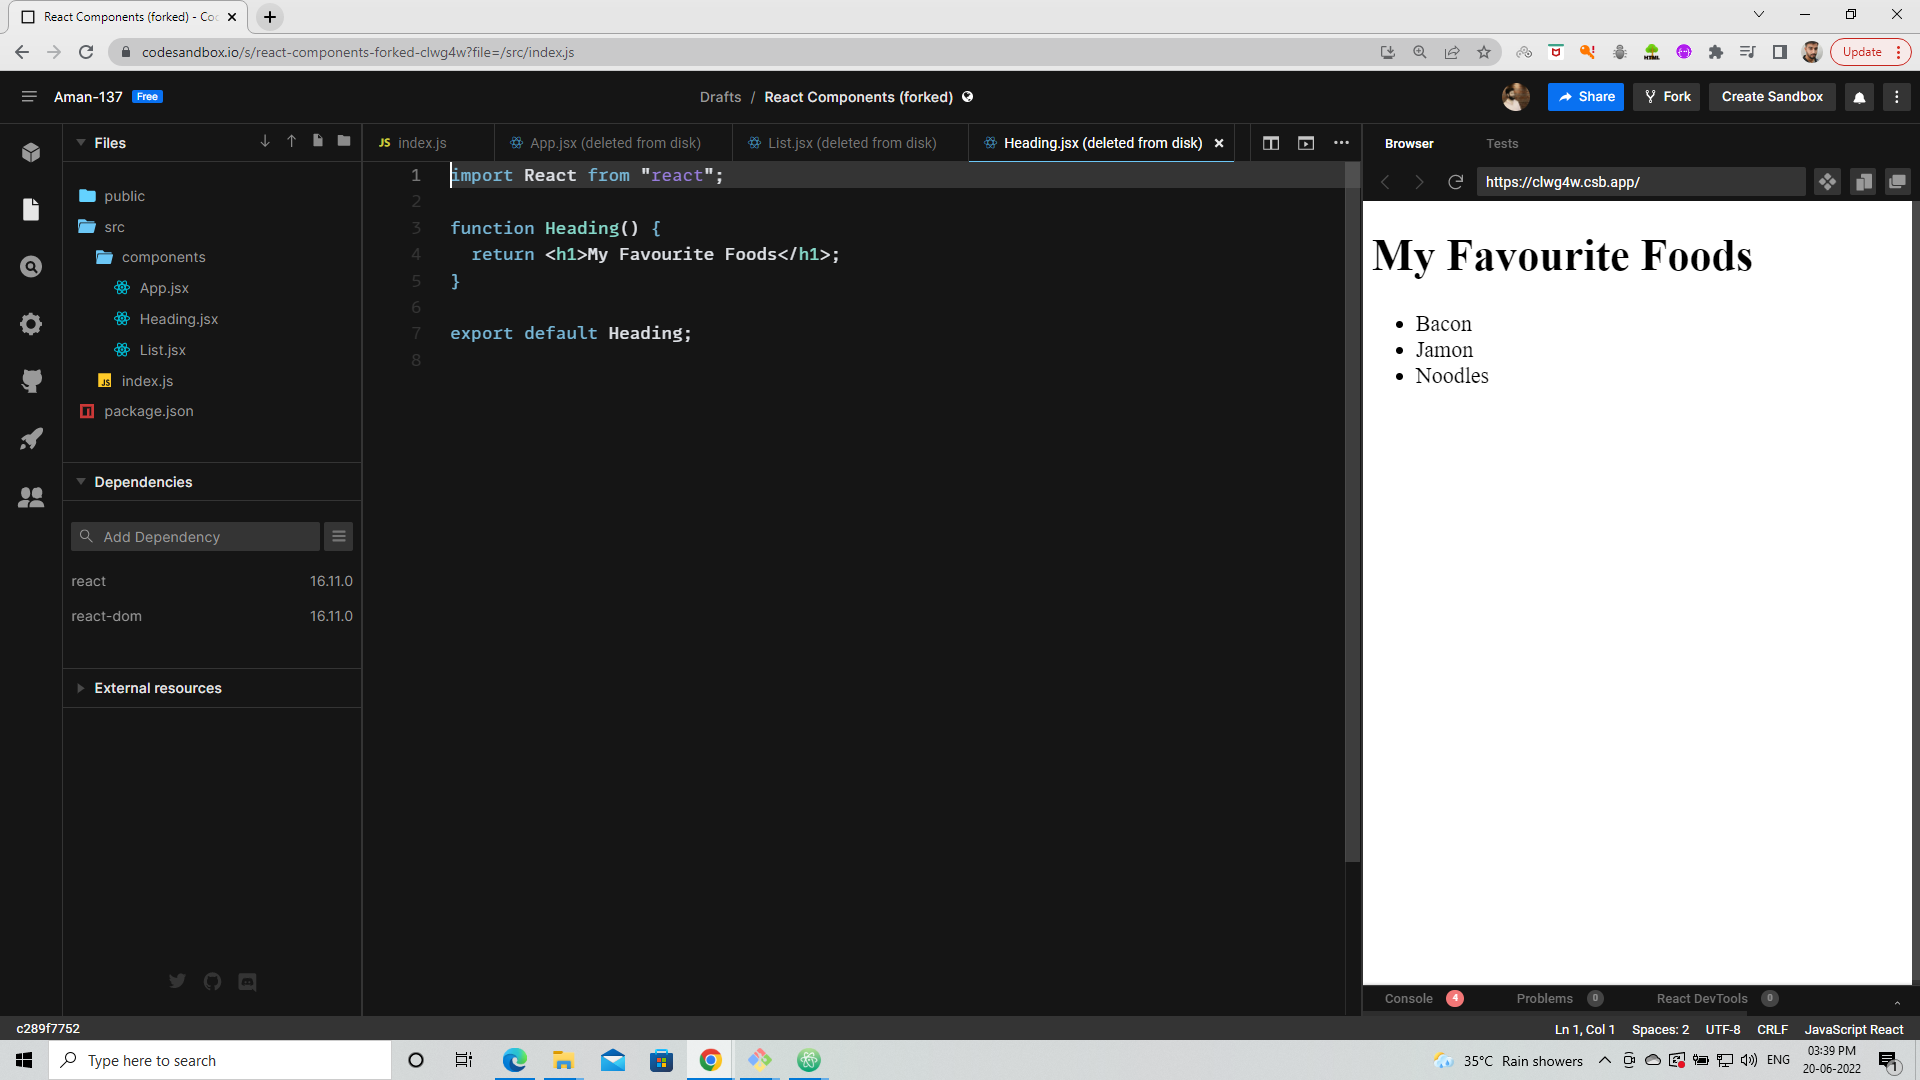 React Components (forked) - Co
codesandbox.io/s/react-components-forked-clwg4w?file=/src/index.js
Update
Aman-137 Free
Drafts / React Components (forked)
Share Fork Create Sandbox
Files
public
src
components
App.jsx
Heading.jsx
List.jsx
index.js
package.json
Dependencies
Add Dependency
react 16.11.0
react-dom 16.11.0
External resources
JS index.js App.jsx (deleted from disk) List.jsx (deleted from disk) Heading.jsx (deleted from disk)
1 import React from "react";
2
3 function Heading() {
4 return <h1>My Favourite Foods</h1>;
5 }
6
7 export default Heading;
8
Browser Tests
https://clwg4w.csb.app/
My Favourite Foods
• Bacon
• Jamon
• Noodles
Console 4 Problems 0 React DevTools 0
c289f7752 Ln 1, Col 1 Spaces: 2 UTF-8 CRLF JavaScript React
Type here to search
35°C Rain showers ENG
03:39 PM
20-06-2022
1